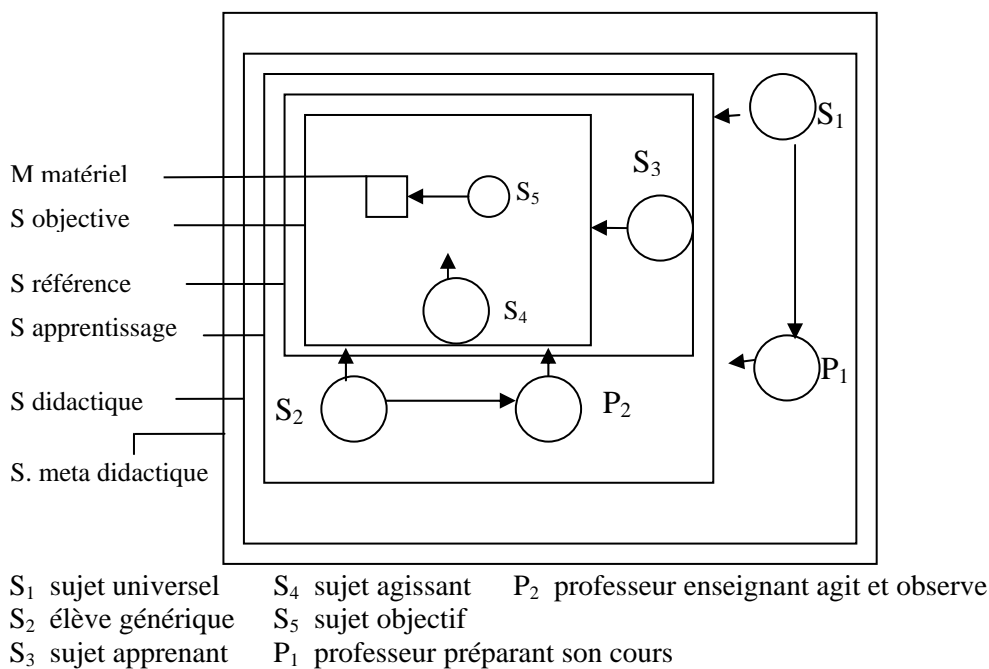 S₁
S₃
M matériel
S₅
S objective
S référence
S₄
S apprentissage
P₁
S didactique
S₂
P₂
S. meta didactique
S₁ sujet universel S₄ sujet agissant P₂ professeur enseignant agit et observe
S₂ élève générique S₅ sujet objectif
S₃ sujet apprenant P₁ professeur préparant son cours